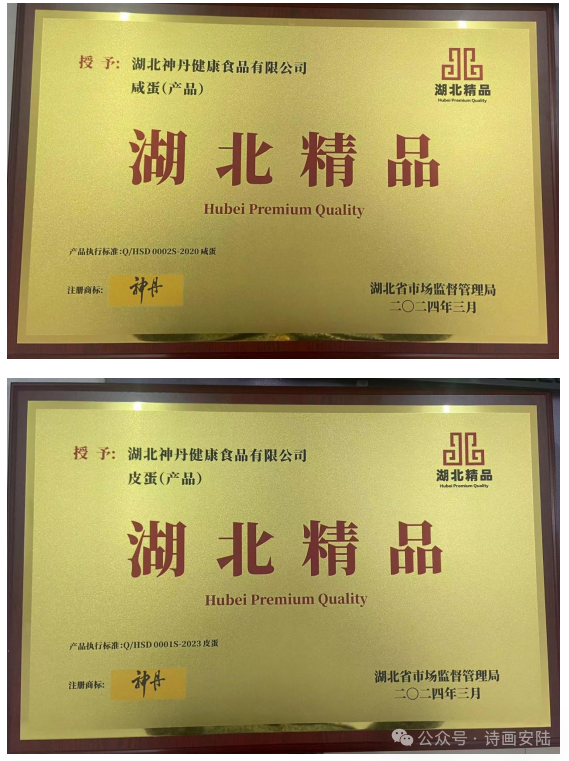 授 予: 湖北神丹健康食品有限公司
咸蛋(产品)
湖北精品
Hubei Premium Quality
湖 北 精 品
Hubei Premium Quality
产品执行标准:Q/HSD 0002S-2020 咸蛋
注册商标: 神丹
湖北省市场监督管理局
二〇二四年三月
授 予: 湖北神丹健康食品有限公司
皮蛋(产品)
湖北精品
Hubei Premium Quality
湖 北 精 品
Hubei Premium Quality
产品执行标准:Q/HSD 0001S-2023 皮蛋
注册商标: 神丹
湖北省市场监督管理局
二〇二四年三月
公众号 · 诗画安陆